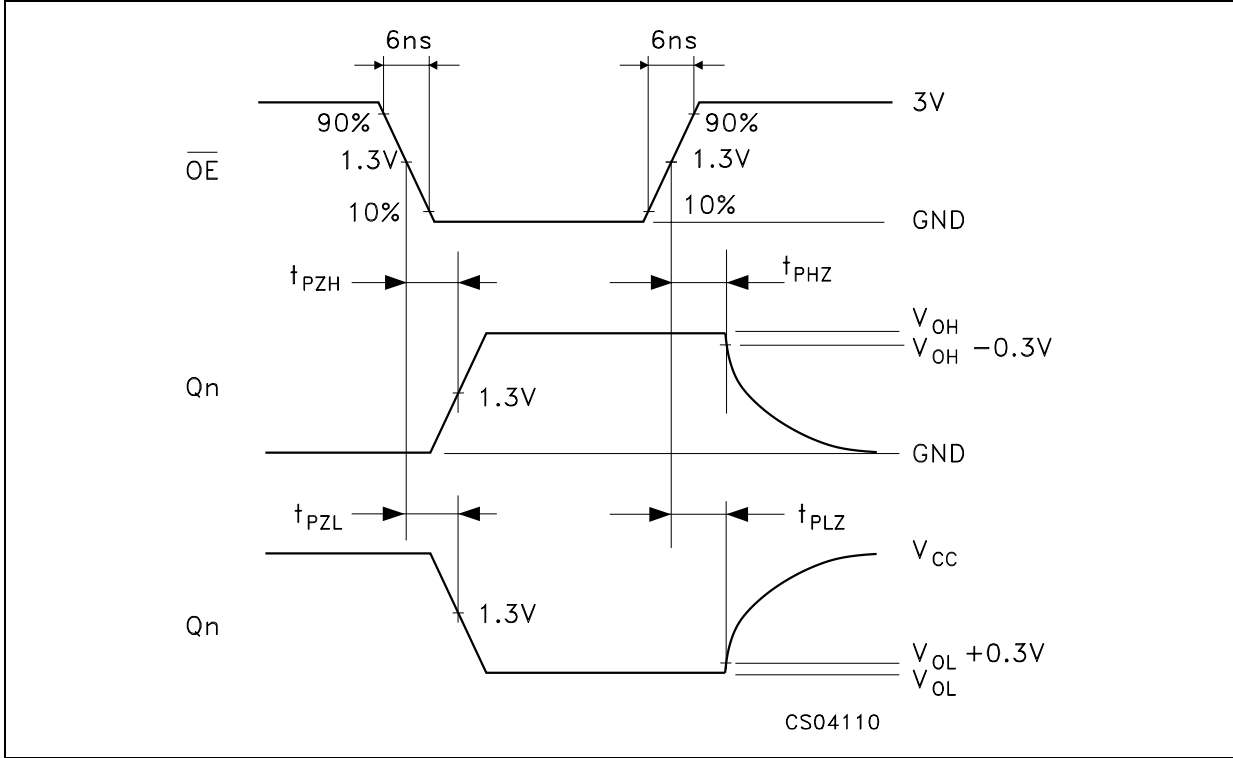 6ns 6ns
3V
90% 90%
1.3V 1.3V
O̅E̅
10% 10%
GND
tPZH tPHZ
VOH
VOH −0.3V
Qn 1.3V
GND
tPZL tPLZ
VCC
1.3V
Qn
VOL +0.3V
VOL
CS04110